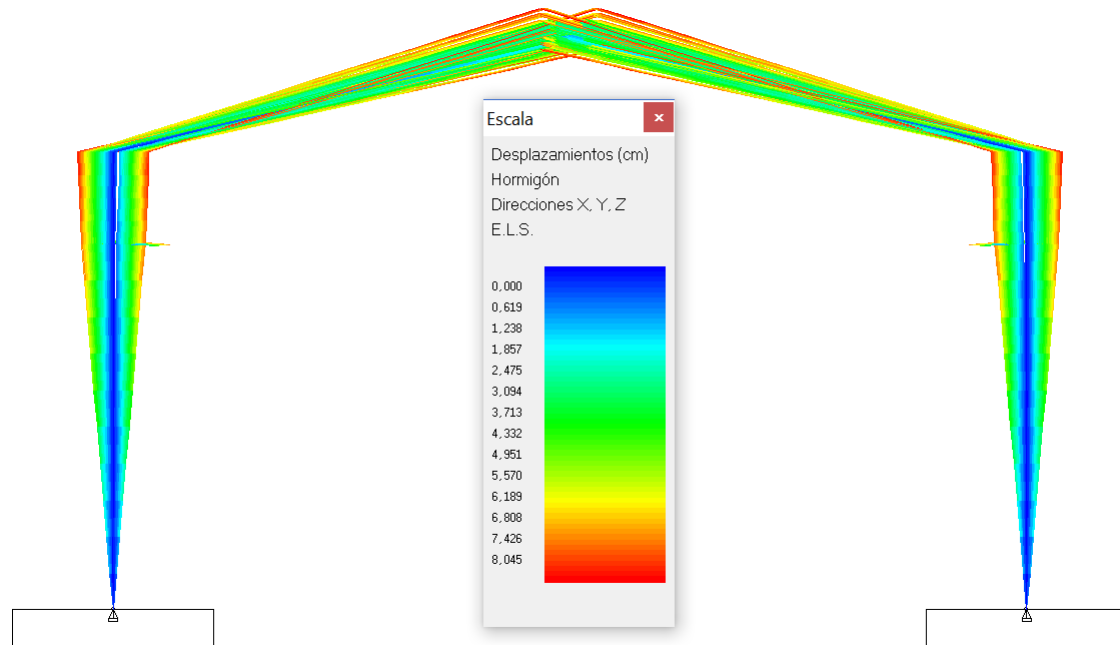 Escala
Desplazamientos (cm)
Hormigón
Direcciones X, Y, Z
E.L.S.
0,000
0,619
1,238
1,857
2,475
3,094
3,713
4,332
4,951
5,570
6,189
6,808
7,426
8,045